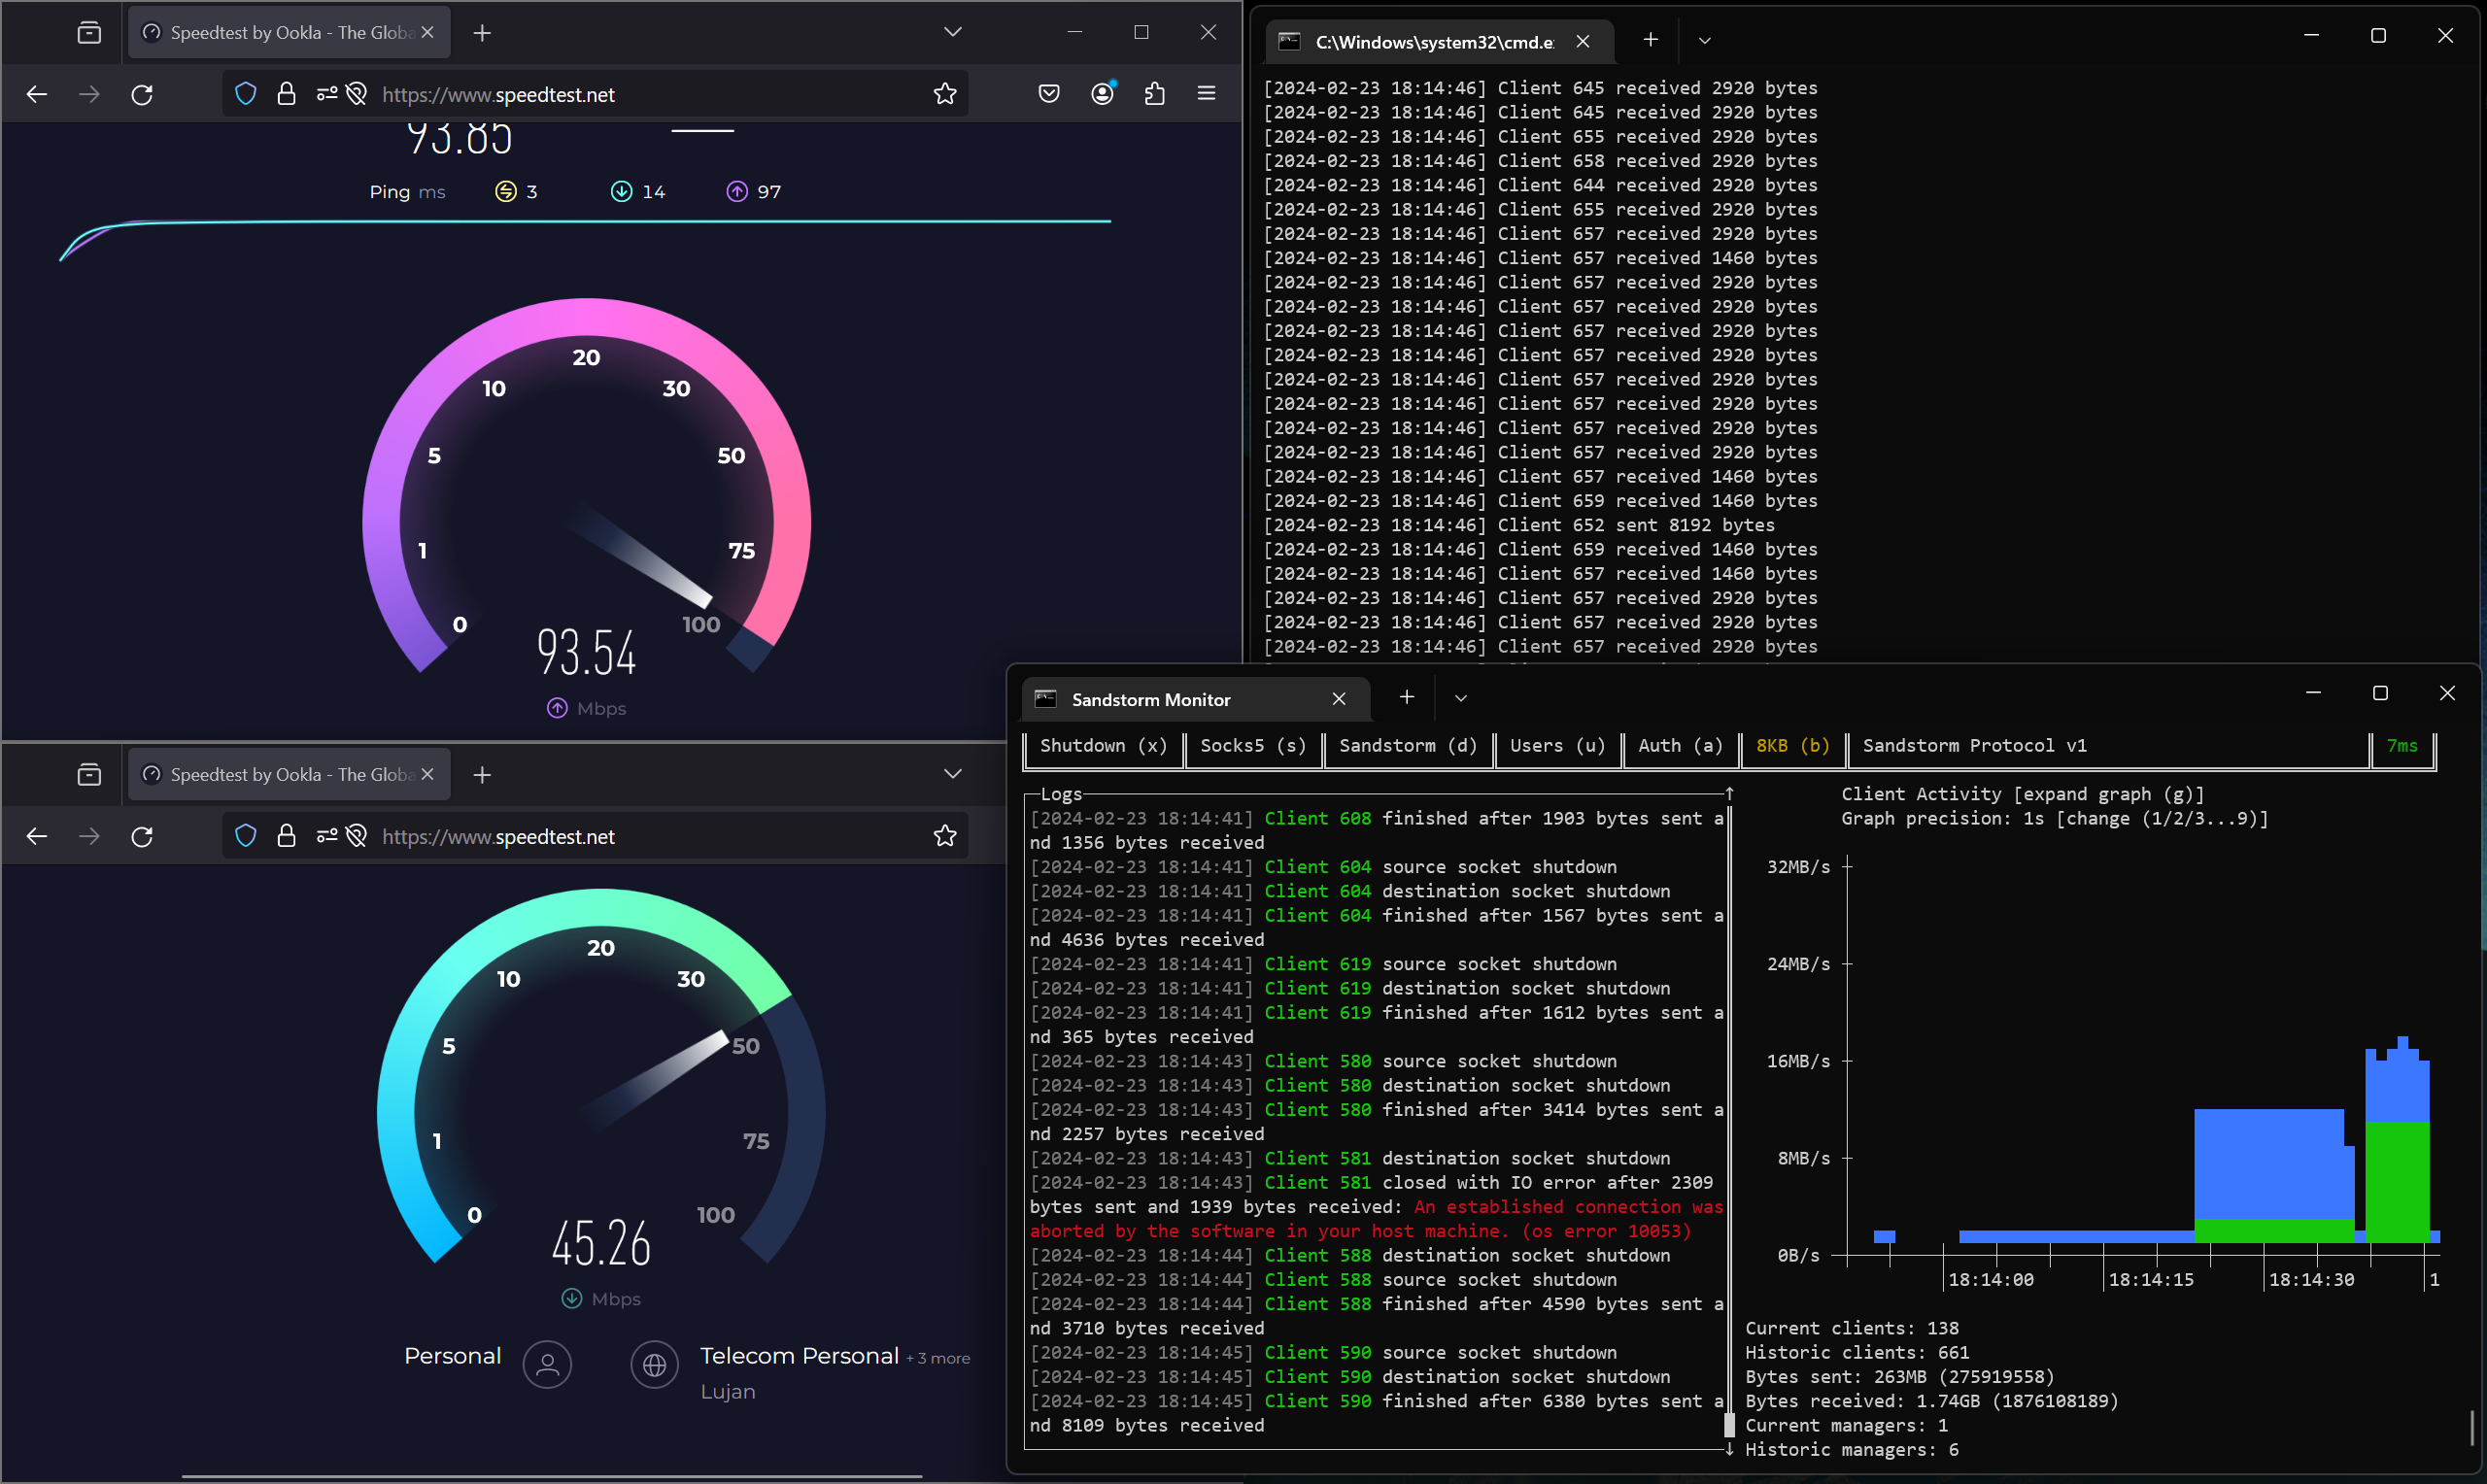 Speedtest by Ookla - The Globa
https://www.speedtest.net
93.85
Ping ms 3 14 97
20
10 30
5 50
1 75
0 100
93.54
Mbps
Speedtest by Ookla - The Globa
https://www.speedtest.net
20
10 30
5 50
1 75
0 100
45.26
Mbps
Personal
Telecom Personal + 3 more
Lujan
C:\Windows\system32\cmd.e
[2024-02-23 18:14:46] Client 645 received 2920 bytes
[2024-02-23 18:14:46] Client 645 received 2920 bytes
[2024-02-23 18:14:46] Client 655 received 2920 bytes
[2024-02-23 18:14:46] Client 658 received 2920 bytes
[2024-02-23 18:14:46] Client 644 received 2920 bytes
[2024-02-23 18:14:46] Client 655 received 2920 bytes
[2024-02-23 18:14:46] Client 657 received 2920 bytes
[2024-02-23 18:14:46] Client 657 received 1460 bytes
[2024-02-23 18:14:46] Client 657 received 2920 bytes
[2024-02-23 18:14:46] Client 657 received 2920 bytes
[2024-02-23 18:14:46] Client 657 received 2920 bytes
[2024-02-23 18:14:46] Client 657 received 2920 bytes
[2024-02-23 18:14:46] Client 657 received 2920 bytes
[2024-02-23 18:14:46] Client 657 received 2920 bytes
[2024-02-23 18:14:46] Client 657 received 2920 bytes
[2024-02-23 18:14:46] Client 657 received 2920 bytes
[2024-02-23 18:14:46] Client 657 received 1460 bytes
[2024-02-23 18:14:46] Client 659 received 1460 bytes
[2024-02-23 18:14:46] Client 652 sent 8192 bytes
[2024-02-23 18:14:46] Client 659 received 1460 bytes
[2024-02-23 18:14:46] Client 657 received 1460 bytes
[2024-02-23 18:14:46] Client 657 received 2920 bytes
[2024-02-23 18:14:46] Client 657 received 2920 bytes
[2024-02-23 18:14:46] Client 657 received 2920 bytes
Sandstorm Monitor
Shutdown (x) Socks5 (s) Sandstorm (d) Users (u) Auth (a) 8KB (b) Sandstorm Protocol v1 7ms
Logs
[2024-02-23 18:14:41] Client 608 finished after 1903 bytes sent a
nd 1356 bytes received
[2024-02-23 18:14:41] Client 604 source socket shutdown
[2024-02-23 18:14:41] Client 604 destination socket shutdown
[2024-02-23 18:14:41] Client 604 finished after 1567 bytes sent a
nd 4636 bytes received
[2024-02-23 18:14:41] Client 619 source socket shutdown
[2024-02-23 18:14:41] Client 619 destination socket shutdown
[2024-02-23 18:14:41] Client 619 finished after 1612 bytes sent a
nd 365 bytes received
[2024-02-23 18:14:43] Client 580 source socket shutdown
[2024-02-23 18:14:43] Client 580 destination socket shutdown
[2024-02-23 18:14:43] Client 580 finished after 3414 bytes sent a
nd 2257 bytes received
[2024-02-23 18:14:43] Client 581 destination socket shutdown
[2024-02-23 18:14:43] Client 581 closed with IO error after 2309
bytes sent and 1939 bytes received: An established connection was
aborted by the software in your host machine. (os error 10053)
[2024-02-23 18:14:44] Client 588 destination socket shutdown
[2024-02-23 18:14:44] Client 588 source socket shutdown
[2024-02-23 18:14:44] Client 588 finished after 4590 bytes sent a
nd 3710 bytes received
[2024-02-23 18:14:45] Client 590 source socket shutdown
[2024-02-23 18:14:45] Client 590 destination socket shutdown
[2024-02-23 18:14:45] Client 590 finished after 6380 bytes sent a
nd 8109 bytes received
Client Activity [expand graph (g)]
Graph precision: 1s [change (1/2/3...9)]
32MB/s
24MB/s
16MB/s
8MB/s
0B/s
18:14:00 18:14:15 18:14:30 1
Current clients: 138
Historic clients: 661
Bytes sent: 263MB (275919558)
Bytes received: 1.74GB (1876108189)
Current managers: 1
Historic managers: 6